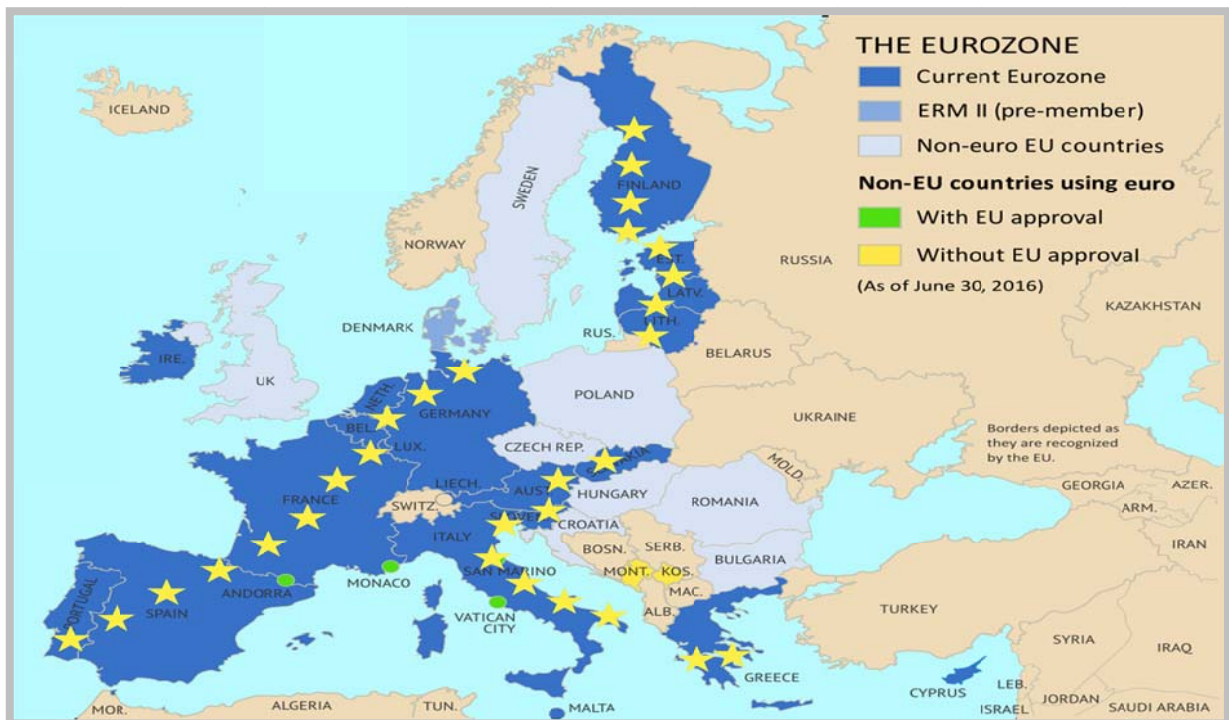 THE EUROZONE
Current Eurozone
ERM II (pre-member)
Non-euro EU countries
Non-EU countries using euro
With EU approval
Without EU approval
(As of June 30, 2016)
ICELAND
SWEDEN
FINLAND
NORWAY
RUSSIA
EST.
LATV.
LITH.
RUS.
KAZAKHSTAN
DENMARK
BELARUS
IRE.
UK
NETH.
GERMANY
POLAND
BEL.
LUX.
CZECH REP.
UKRAINE
Borders depicted as
they are recognized
by the EU.
SLOVAKIA
MOLD.
LIECH.
AUST.
HUNGARY
ROMANIA
GEORGIA
AZER.
FRANCE
SWITZ.
SLOVEN.
CROATIA
ARM.
ITALY
BOSN.
SERB.
BULGARIA
IRAN
SAN MARINO
MONT.
KOS.
MONACO
ANDORRA
MAC.
PORTUGAL
SPAIN
VATICAN
CITY
ALB.
TURKEY
SYRIA
IRAQ
GREECE
CYPRUS
LEB.
JORDAN
MOR.
ALGERIA
TUN.
MALTA
ISRAEL
SAUDI ARABIA